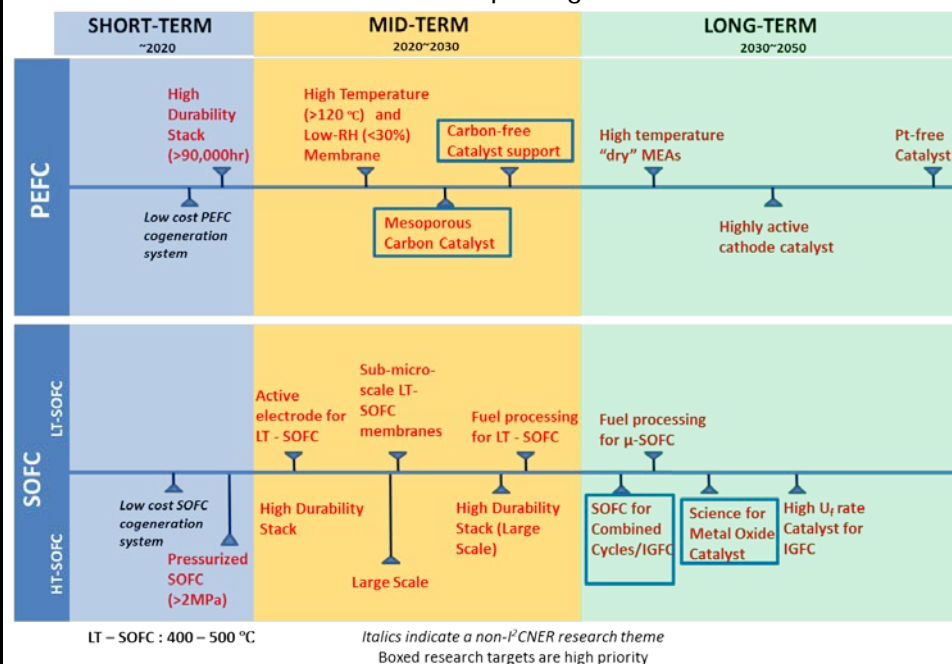 SHORT-TERM
~2020
MID-TERM
2020~2030
LONG-TERM
2030~2050
PEFC
High
Durability
Stack
(>90,000hr)
High Temperature
(>120 ℃) and
Low-RH (<30%)
Membrane
Carbon-free
Catalyst support
High temperature
“dry” MEAs
Pt-free
Catalyst
Low cost PEFC
cogeneration
system
Mesoporous
Carbon Catalyst
Highly active
cathode catalyst
SOFC
LT-SOFC
HT-SOFC
Active
electrode for
LT - SOFC
Sub-micro-
scale LT-
SOFC
membranes
Fuel processing
for LT - SOFC
Fuel processing
for μ-SOFC
Low cost SOFC
cogeneration
system
Pressurized
SOFC
(>2MPa)
High Durability
Stack
Large Scale
High Durability
Stack (Large
Scale)
SOFC for
Combined
Cycles/IGFC
Science for
Metal Oxide
Catalyst
High Uf rate
Catalyst for
IGFC
LT – SOFC : 400 – 500 ℃
Italics indicate a non-I²CNER research theme
Boxed research targets are high priority